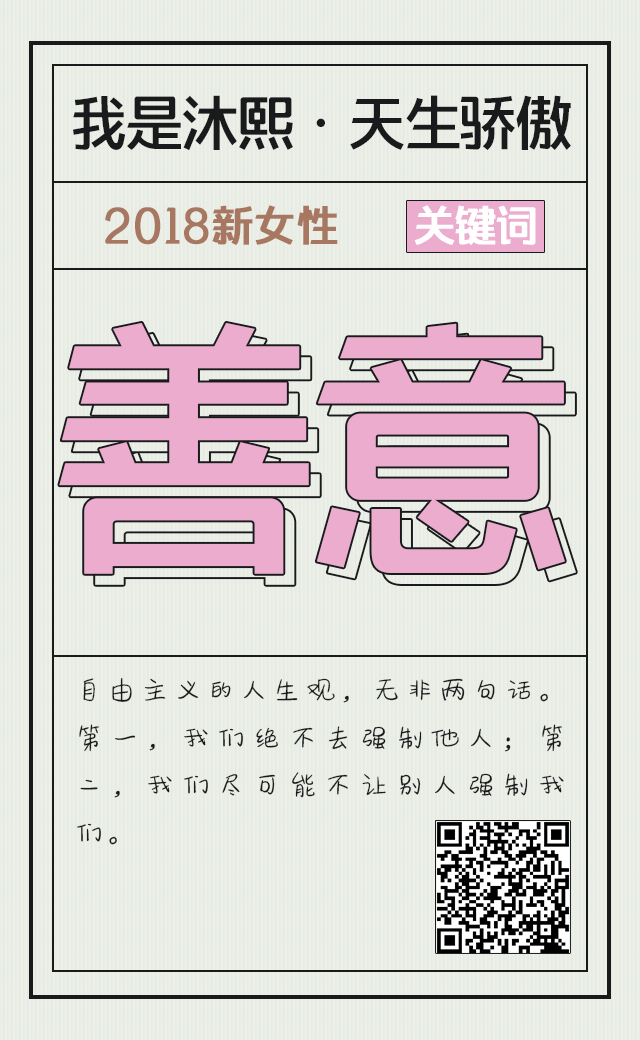 我是沐熙·天生骄傲
2018新女性 关键词
善意
自由主义的人生观，无非两句话。
第一，我们绝不去强制他人；第
二，我们尽可能不让别人强制我
们。